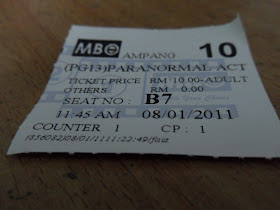 MBO AMPANG 10
(PG13)PARANORMAL ACT
TICKET PRICE RM 10.00-ADULT
OTHERS RM 0.00
SEAT NO : B7
11:45 AM 08/01/2011
COUNTER 1 CP : 1